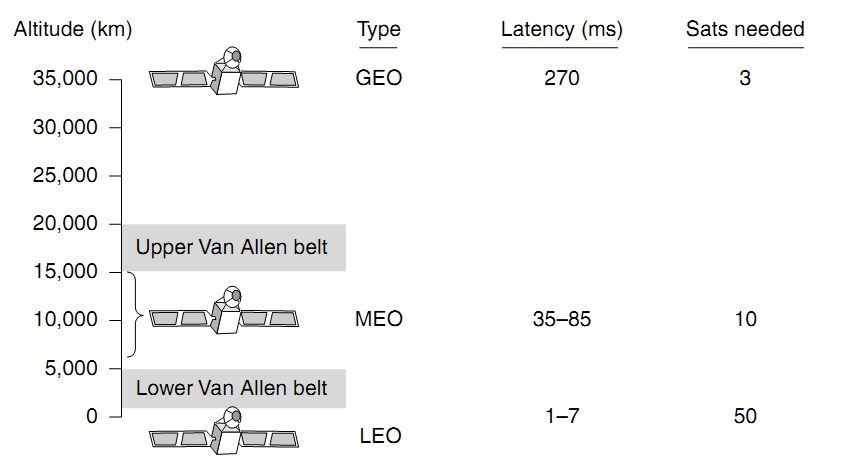 Altitude (km) Type Latency (ms) Sats needed
35,000 GEO 270 3
30,000
25,000
20,000
Upper Van Allen belt
15,000
10,000 MEO 35–85 10
5,000
Lower Van Allen belt
0 1–7 50
LEO